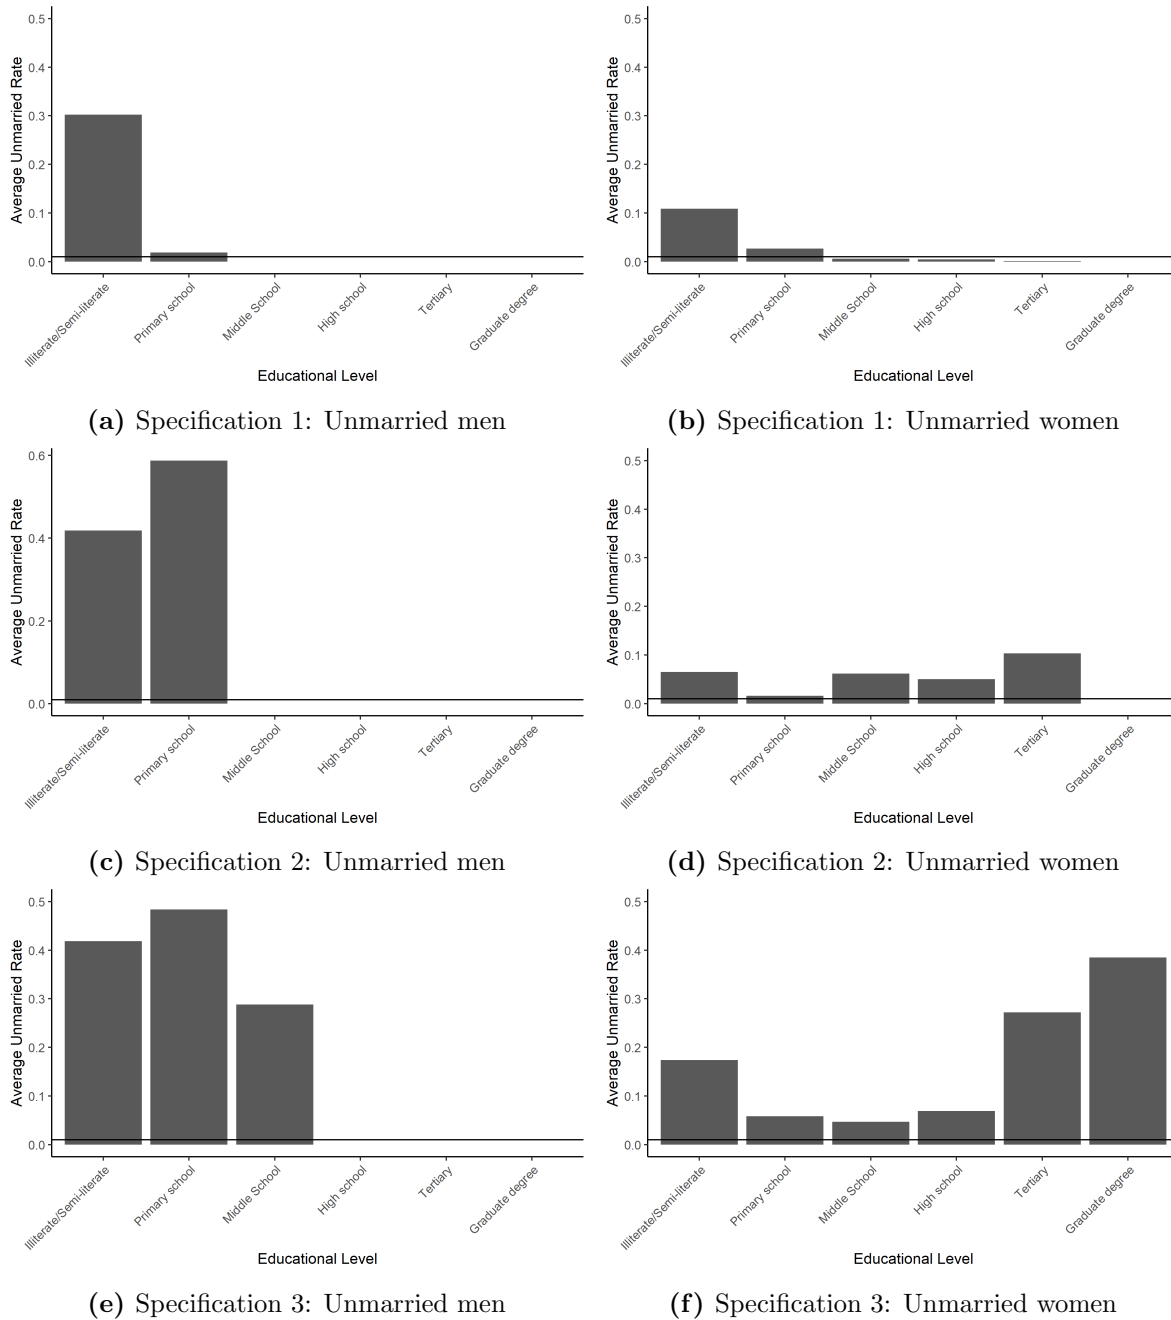 0.5
0.4
0.3
0.2
0.1
0.0
Average Unmarried Rate
Illiterate/Semi-literate
Primary school
Middle School
High school
Tertiary
Graduate degree
Educational Level
(a) Specification 1: Unmarried men
0.5
0.4
0.3
0.2
0.1
0.0
Average Unmarried Rate
Illiterate/Semi-literate
Primary school
Middle School
High school
Tertiary
Graduate degree
Educational Level
(b) Specification 1: Unmarried women
0.6
0.4
0.2
0.0
Average Unmarried Rate
Illiterate/Semi-literate
Primary school
Middle School
High school
Tertiary
Graduate degree
Educational Level
(c) Specification 2: Unmarried men
0.5
0.4
0.3
0.2
0.1
0.0
Average Unmarried Rate
Illiterate/Semi-literate
Primary school
Middle School
High school
Tertiary
Graduate degree
Educational Level
(d) Specification 2: Unmarried women
0.5
0.4
0.3
0.2
0.1
0.0
Average Unmarried Rate
Illiterate/Semi-literate
Primary school
Middle School
High school
Tertiary
Graduate degree
Educational Level
(e) Specification 3: Unmarried men
0.5
0.4
0.3
0.2
0.1
0.0
Average Unmarried Rate
Illiterate/Semi-literate
Primary school
Middle School
High school
Tertiary
Graduate degree
Educational Level
(f) Specification 3: Unmarried women